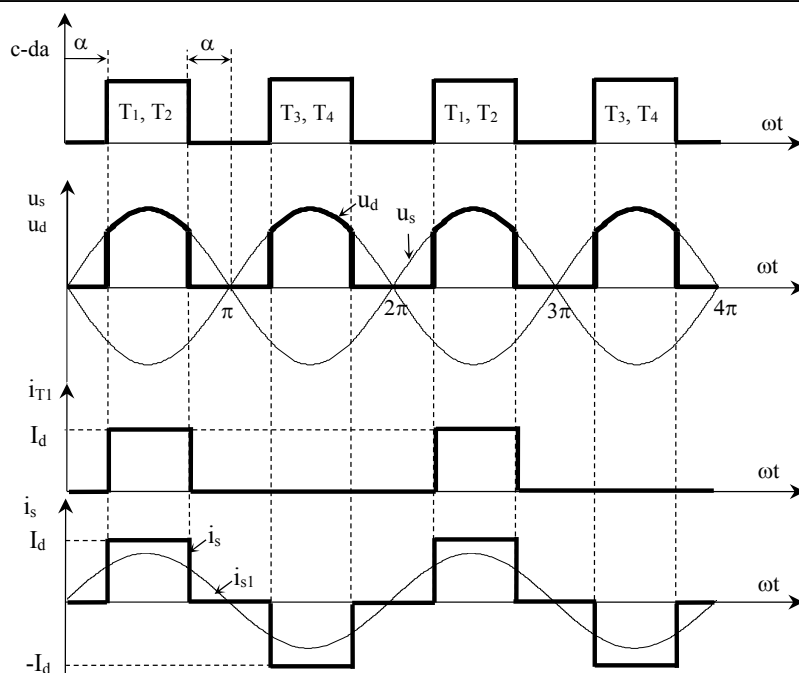 α α
c-da
T1, T2 T3, T4 T1, T2 T3, T4
ωt
us
ud
ud
us
ωt
π 2π 3π 4π
iT1
Id
ωt
is
Id
is
is1
ωt
-Id